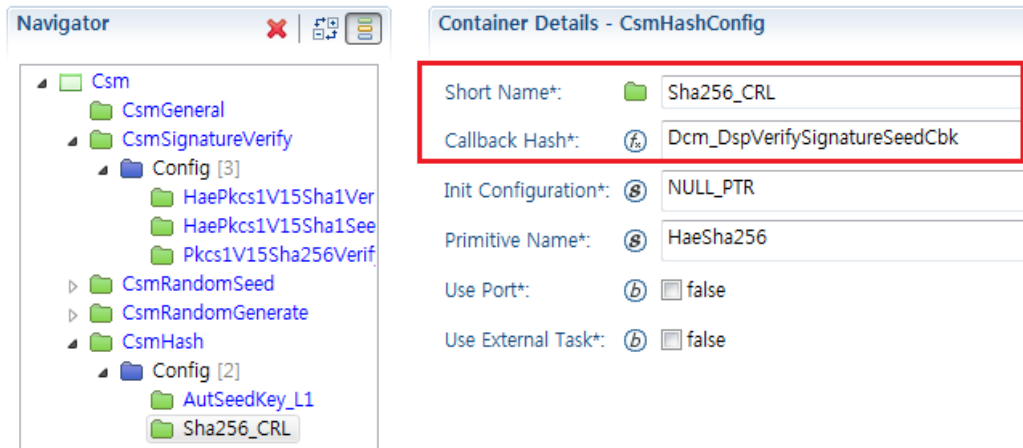 Navigator
Csm
CsmGeneral
CsmSignatureVerify
Config [3]
HaePkcs1V15Sha1Ver
HaePkcs1V15Sha1See
Pkcs1V15Sha256Verif
CsmRandomSeed
CsmRandomGenerate
CsmHash
Config [2]
AutSeedKey_L1
Sha256_CRL
Container Details - CsmHashConfig
Short Name*: Sha256_CRL
Callback Hash*: Dcm_DspVerifySignatureSeedCbk
Init Configuration*: NULL_PTR
Primitive Name*: HaeSha256
Use Port*: false
Use External Task*: false